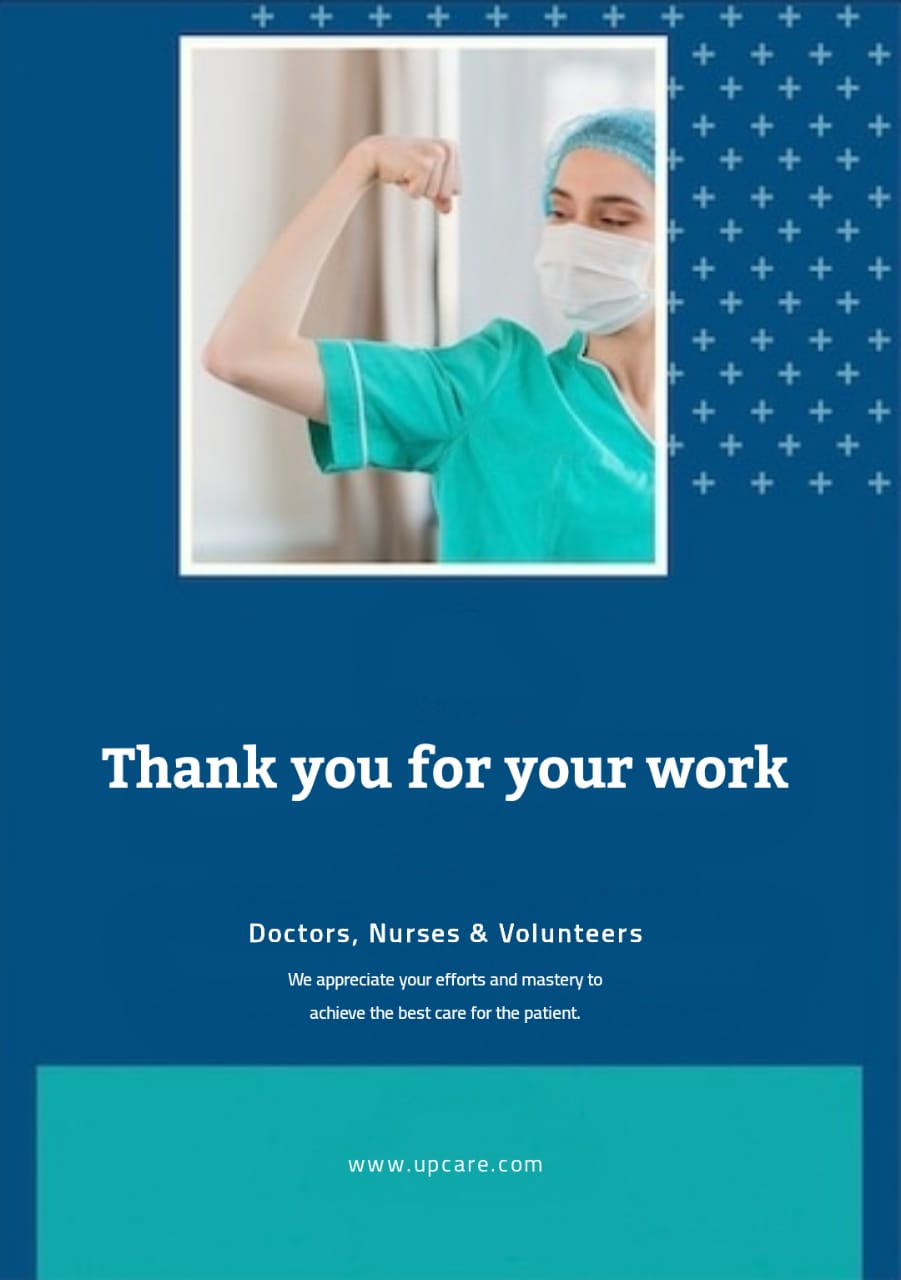 Thank you for your work
Doctors, Nurses & Volunteers
We appreciate your efforts and mastery to
achieve the best care for the patient.
www.upcare.com